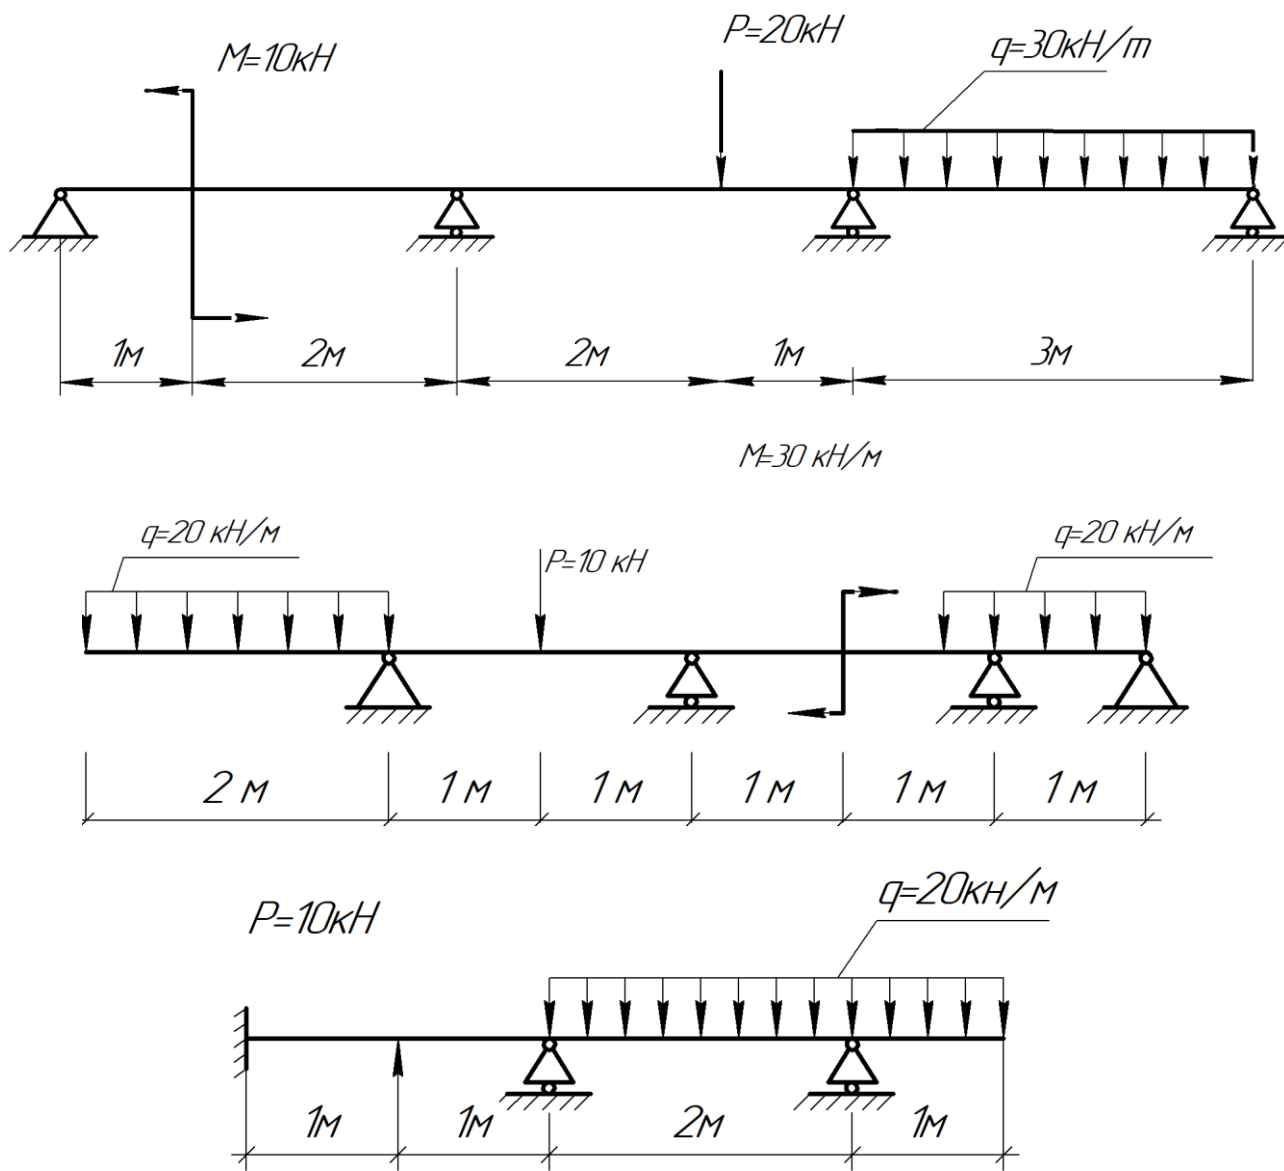 M=10кН
P=20кН
q=30кН/т
1м
2м
2м
1м
3м
M=30 кН/м
q=20 кН/м
P=10 кН
q=20 кН/м
2 м
1 м
1 м
1 м
1 м
1 м
q=20кн/м
P=10кН
1м
1м
2м
1м